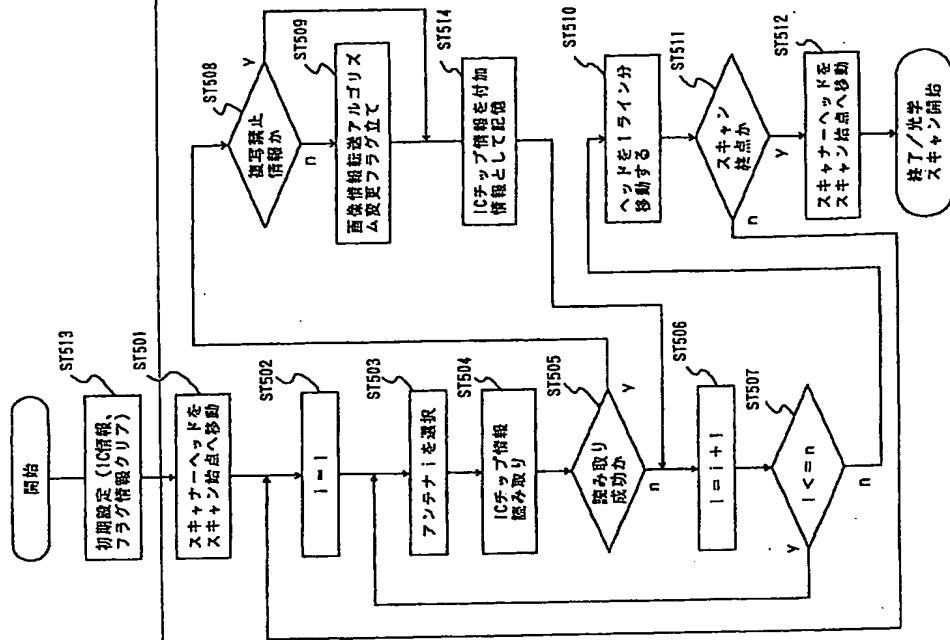 開始
ST513
初期設定（IC情報、
フラグ情報クリア）
ST501
スキャナーヘッドを
スキャン始点へ移動
ST502
i = 1
ST503
アンテナ i を選択
ST504
ICチップ情報
読み取り
ST505
読み取り
成功か
y
n
ST506
i = i + 1
ST507
i <= n
y
n
ST508
複写禁止
情報か
y
n
ST509
画像情報転送アルゴリズ
ム変更フラグ立て
ST514
ICチップ情報を付加
情報として記憶
ST510
ヘッドを1ライン分
移動する
ST511
スキャン
終点か
n
y
ST512
スキャナーヘッドを
スキャン始点へ移動
終了/光学
スキャン開始